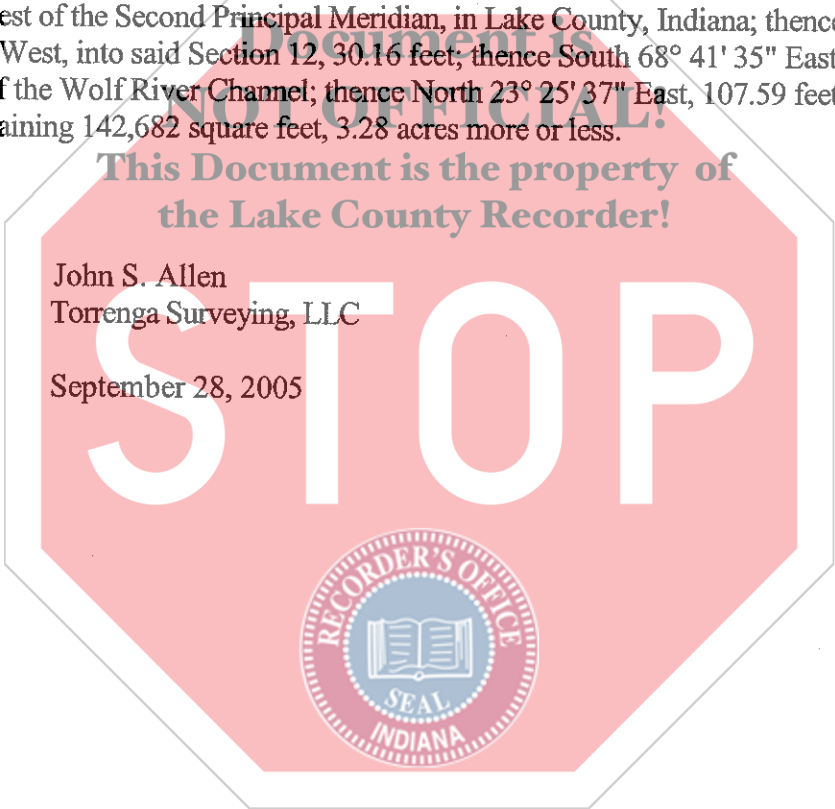 est of the Second Principal Meridian, in Lake County, Indiana; thence
West, into said Section 12, 30.16 feet; thence South 68° 41' 35" East
Document is
f the Wolf River Channel; thence North 23° 25' 37" East, 107.59 feet
NOT OFFICIAL!
aining 142,682 square feet, 3.28 acres more or less.
This Document is the property of
the Lake County Recorder!
John S. Allen
Torrenga Surveying, LLC
September 28, 2005
STOP
RECORDER'S OFFICE
SEAL
INDIANA